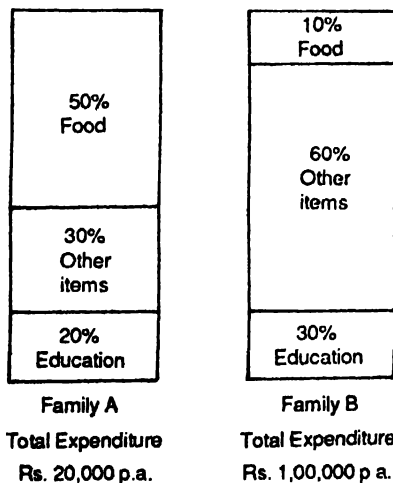 50%
Food
30%
Other
items
20%
Education
Family A
Total Expenditure
Rs. 20,000 p.a.
10%
Food
60%
Other
items
30%
Education
Family B
Total Expenditure
Rs. 1,00,000 p.a.